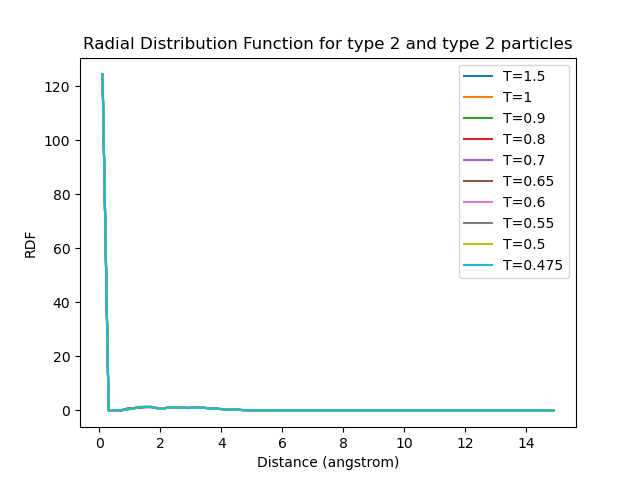 Radial Distribution Function for type 2 and type 2 particles
T=1.5
T=1
T=0.9
T=0.8
T=0.7
T=0.65
T=0.6
T=0.55
T=0.5
T=0.475
120
100
80
60
40
20
0
RDF
0 2 4 6 8 10 12 14
Distance (angstrom)